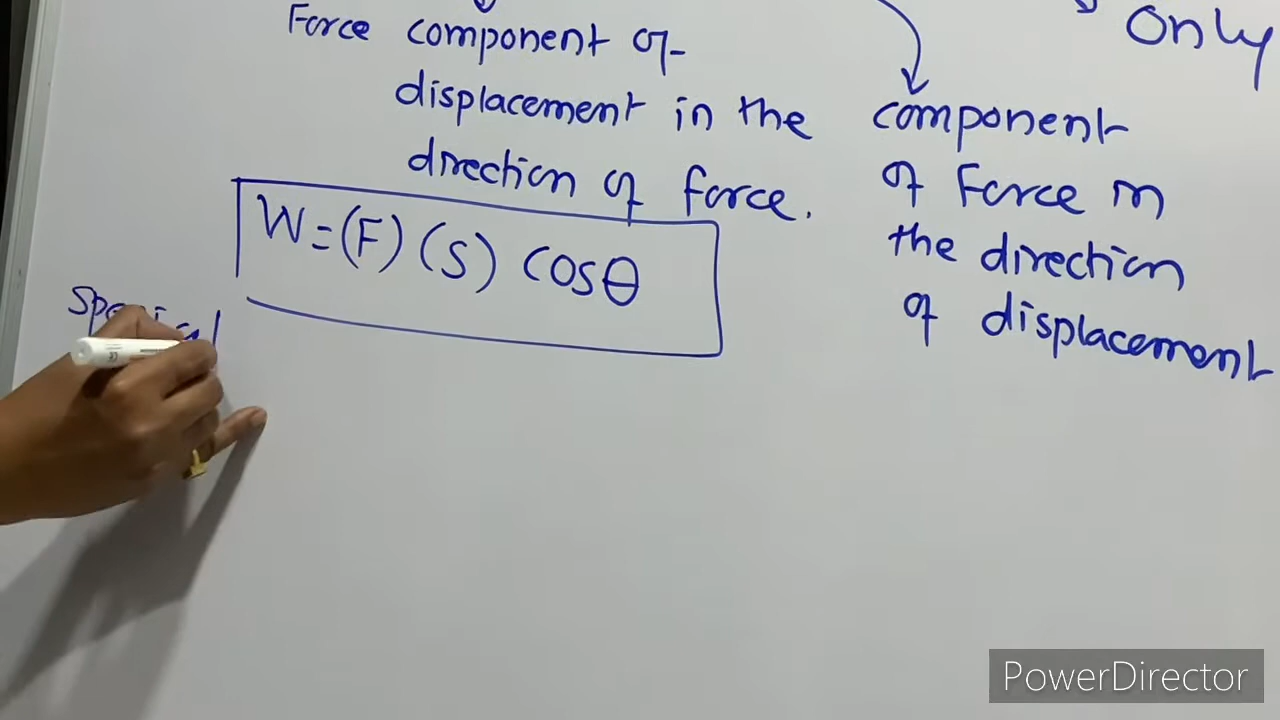 Only
Force component of
displacement in the
direction of force.
component
of Force in
the direction
of displacement
W=(F)(S) cosθ
PowerDirector